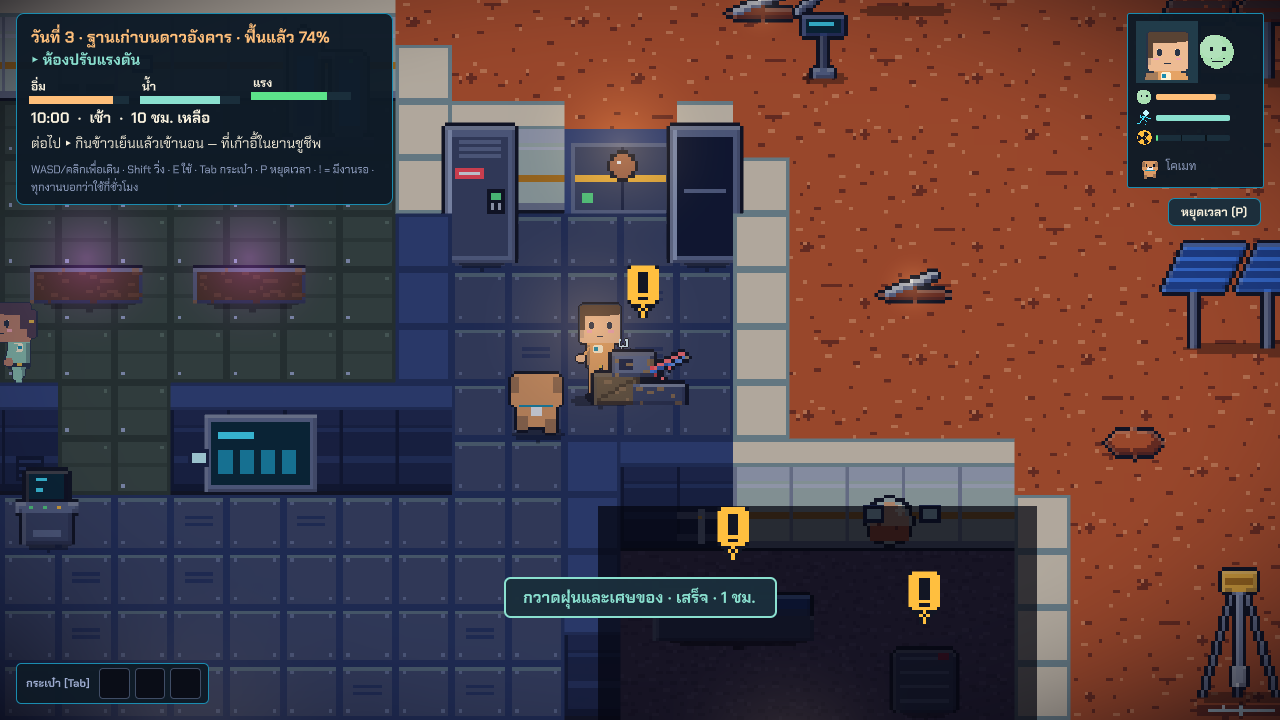 วันที่ 3 · ฐานเก่าบนดาวอังคาร · ฟื้นแล้ว 74%
▸ ห้องปรับแรงดัน
อิ่ม น้ำ แรง
10:00 · เช้า · 10 ชม. เหลือ
ต่อไป ▸ กินข้าวเย็นแล้วเข้านอน — ที่เก้าอี้ในยานชูชีพ
WASD/คลิกเพื่อเดิน · Shift วิ่ง · E ใช้ · Tab กระเป๋า · P หยุดเวลา · ! = มีงานรอ ·
ทุกงานบอกว่าใช้กี่ชั่วโมง
โคเมท
หยุดเวลา (P)
กวาดฝุ่นและเศษของ · เสร็จ · 1 ชม.
กระเป๋า [Tab]